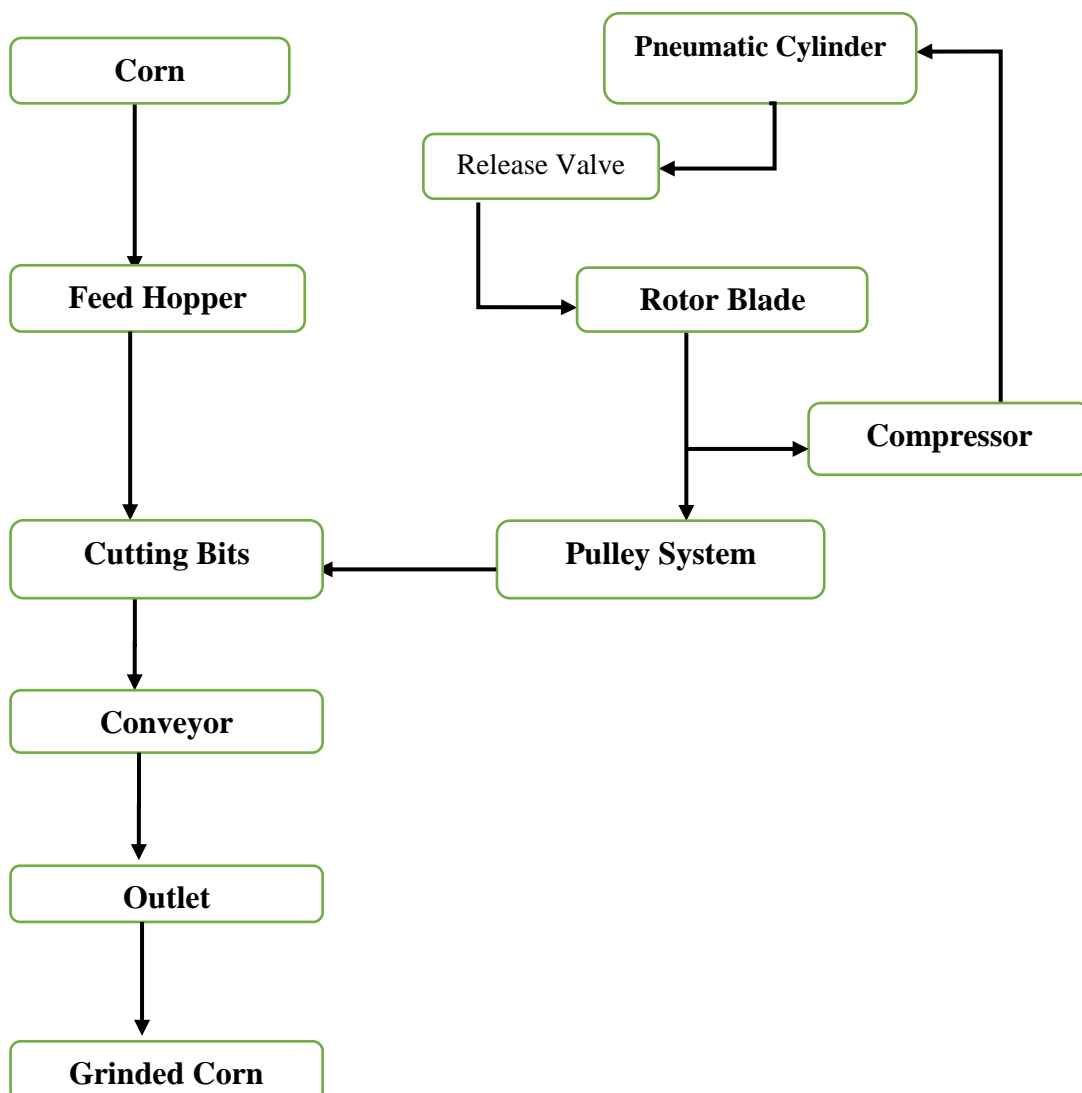 Corn
Pneumatic Cylinder
Release Valve
Feed Hopper
Rotor Blade
Compressor
Cutting Bits
Pulley System
Conveyor
Outlet
Grinded Corn